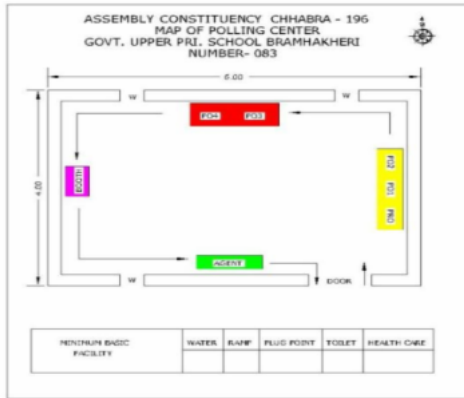 ASSEMBLY CONSTITUENCY CHHABRA - 196
MAP OF POLLING CENTER
GOVT. UPPER PRI. SCHOOL BRAMHAKHERI
NUMBER- 083
6.00
W
W
PO4 PO3
4.00
BOOTH
PO2 PO1 PRO
AGENT
W
DOOR
MINIMUM BASIC
FACILITY
WATER
RAMP
PLUG POINT
TOILET
HEALTH CARE